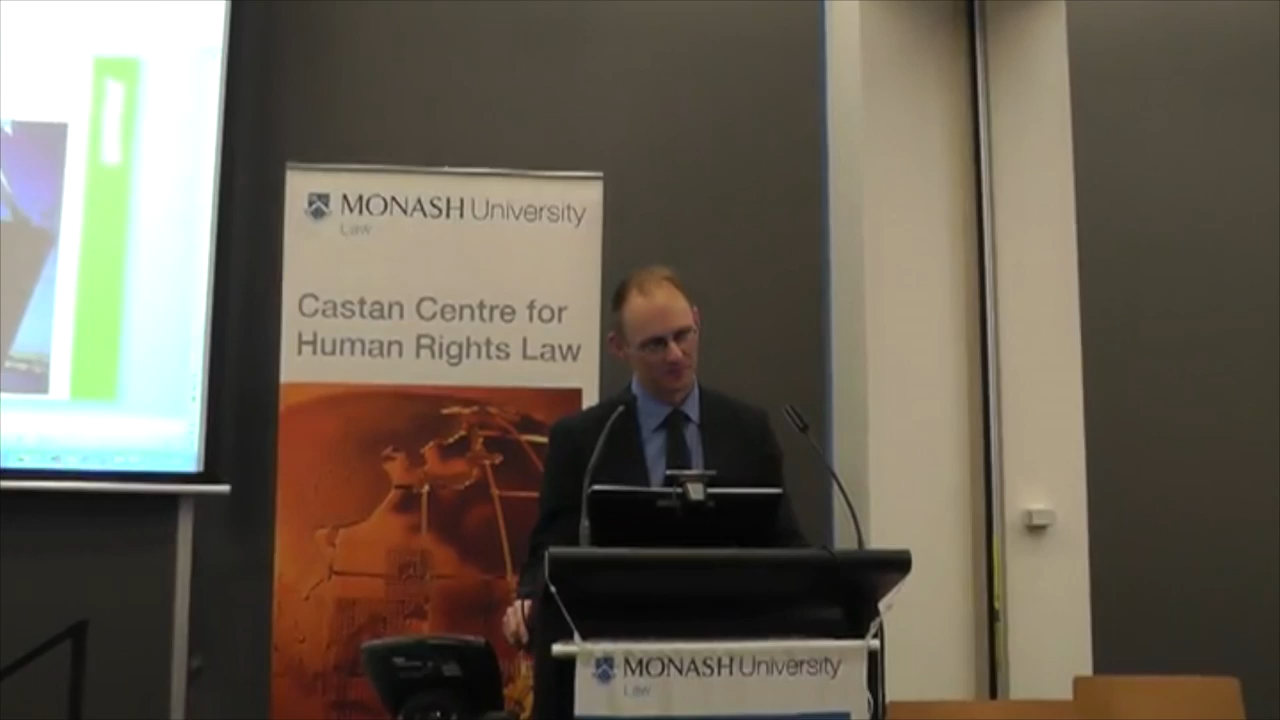 MONASH University
Law
Castan Centre for
Human Rights Law
MONASH University
Law